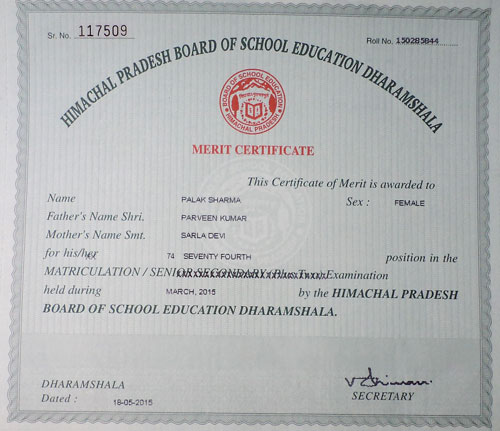 Sr. No. 117509
Roll No. 150285844
HIMACHAL PRADESH BOARD OF SCHOOL EDUCATION DHARAMSHALA
BOARD OF SCHOOL EDUCATION
HIMACHAL PRADESH
MERIT CERTIFICATE
This Certificate of Merit is awarded to
Name PALAK SHARMA Sex : FEMALE
Father's Name Shri. PARVEEN KUMAR
Mother's Name Smt. SARLA DEVI
for his/her 74 SEVENTY FOURTH position in the
MATRICULATION / SENIOR SECONDARY (Plus Two) Examination
held during MARCH, 2015 by the HIMACHAL PRADESH
BOARD OF SCHOOL EDUCATION DHARAMSHALA.
DHARAMSHALA
Dated : 18-05-2015
SECRETARY